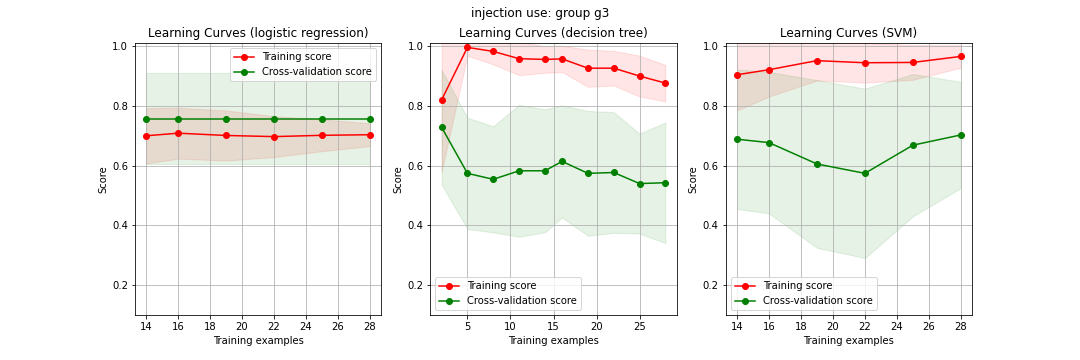 injection use: group g3
Learning Curves (logistic regression)
1.0
0.8
0.6
0.4
0.2
Score
Training score
Cross-validation score
14 16 18 20 22 24 26 28
Training examples
Learning Curves (decision tree)
1.0
0.8
0.6
0.4
0.2
Score
Training score
Cross-validation score
5 10 15 20 25
Training examples
Learning Curves (SVM)
1.0
0.8
0.6
0.4
0.2
Score
Training score
Cross-validation score
14 16 18 20 22 24 26 28
Training examples